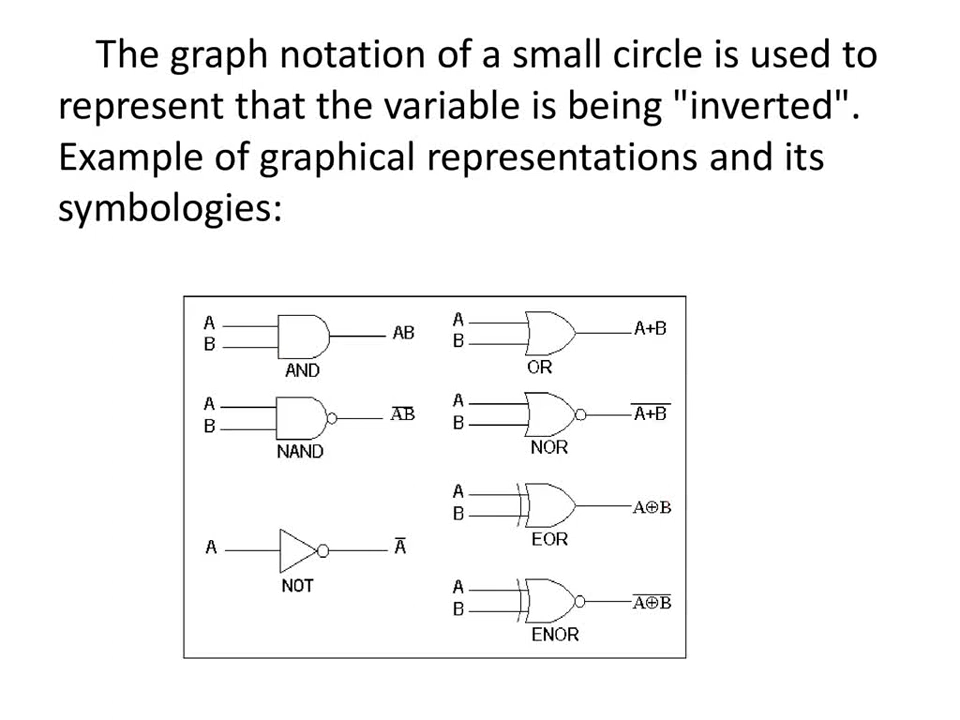 The graph notation of a small circle is used to
represent that the variable is being "inverted".
Example of graphical representations and its
symbologies:
A
B
AB
AND
A
B
A+B
OR
A
B
A̅B̅
NAND
A
B
A̅+̅B̅
NOR
A
B
A⊕B
EOR
A
A̅
NOT
A
B
A̅⊕̅B̅
ENOR